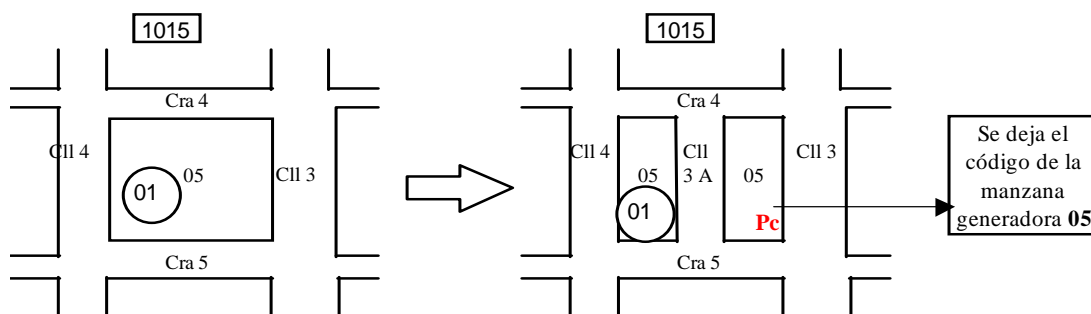 1015
Cra 4
Cll 4
05
01
Cll 3
Cra 5
1015
Cra 4
Cll 4
05
01
Cll
3 A
05
Pc
Cll 3
Cra 5
Se deja el
código de la
manzana
generadora 05